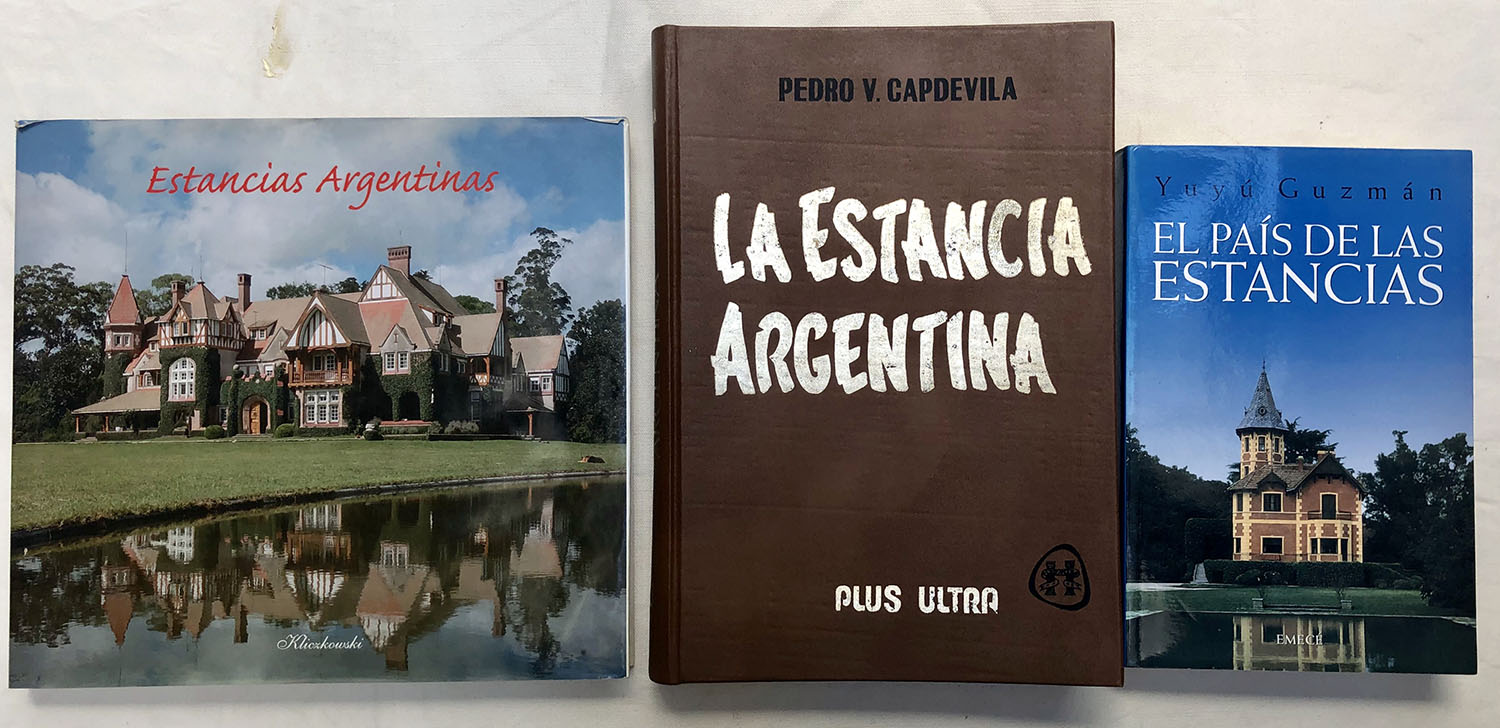 Estancias Argentinas
Kliczkowski
PEDRO V. CAPDEVILA
LA ESTANCIA
ARGENTINA
PLUS ULTRA
Yuyú Guzmán
EL PAÍS DE LAS
ESTANCIAS
EMECÉ